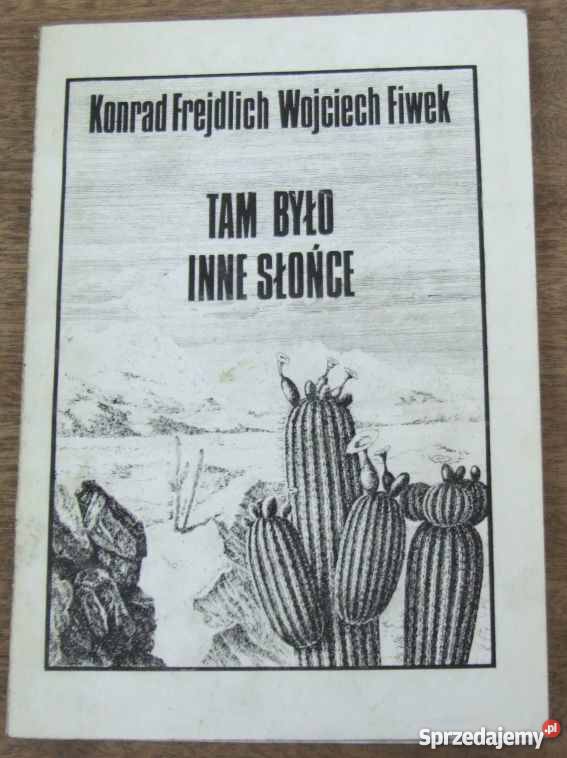 Konrad Frejdlich Wojciech Fiwek
TAM BYŁO
INNE SŁOŃCE
Sprzedajemy.pl